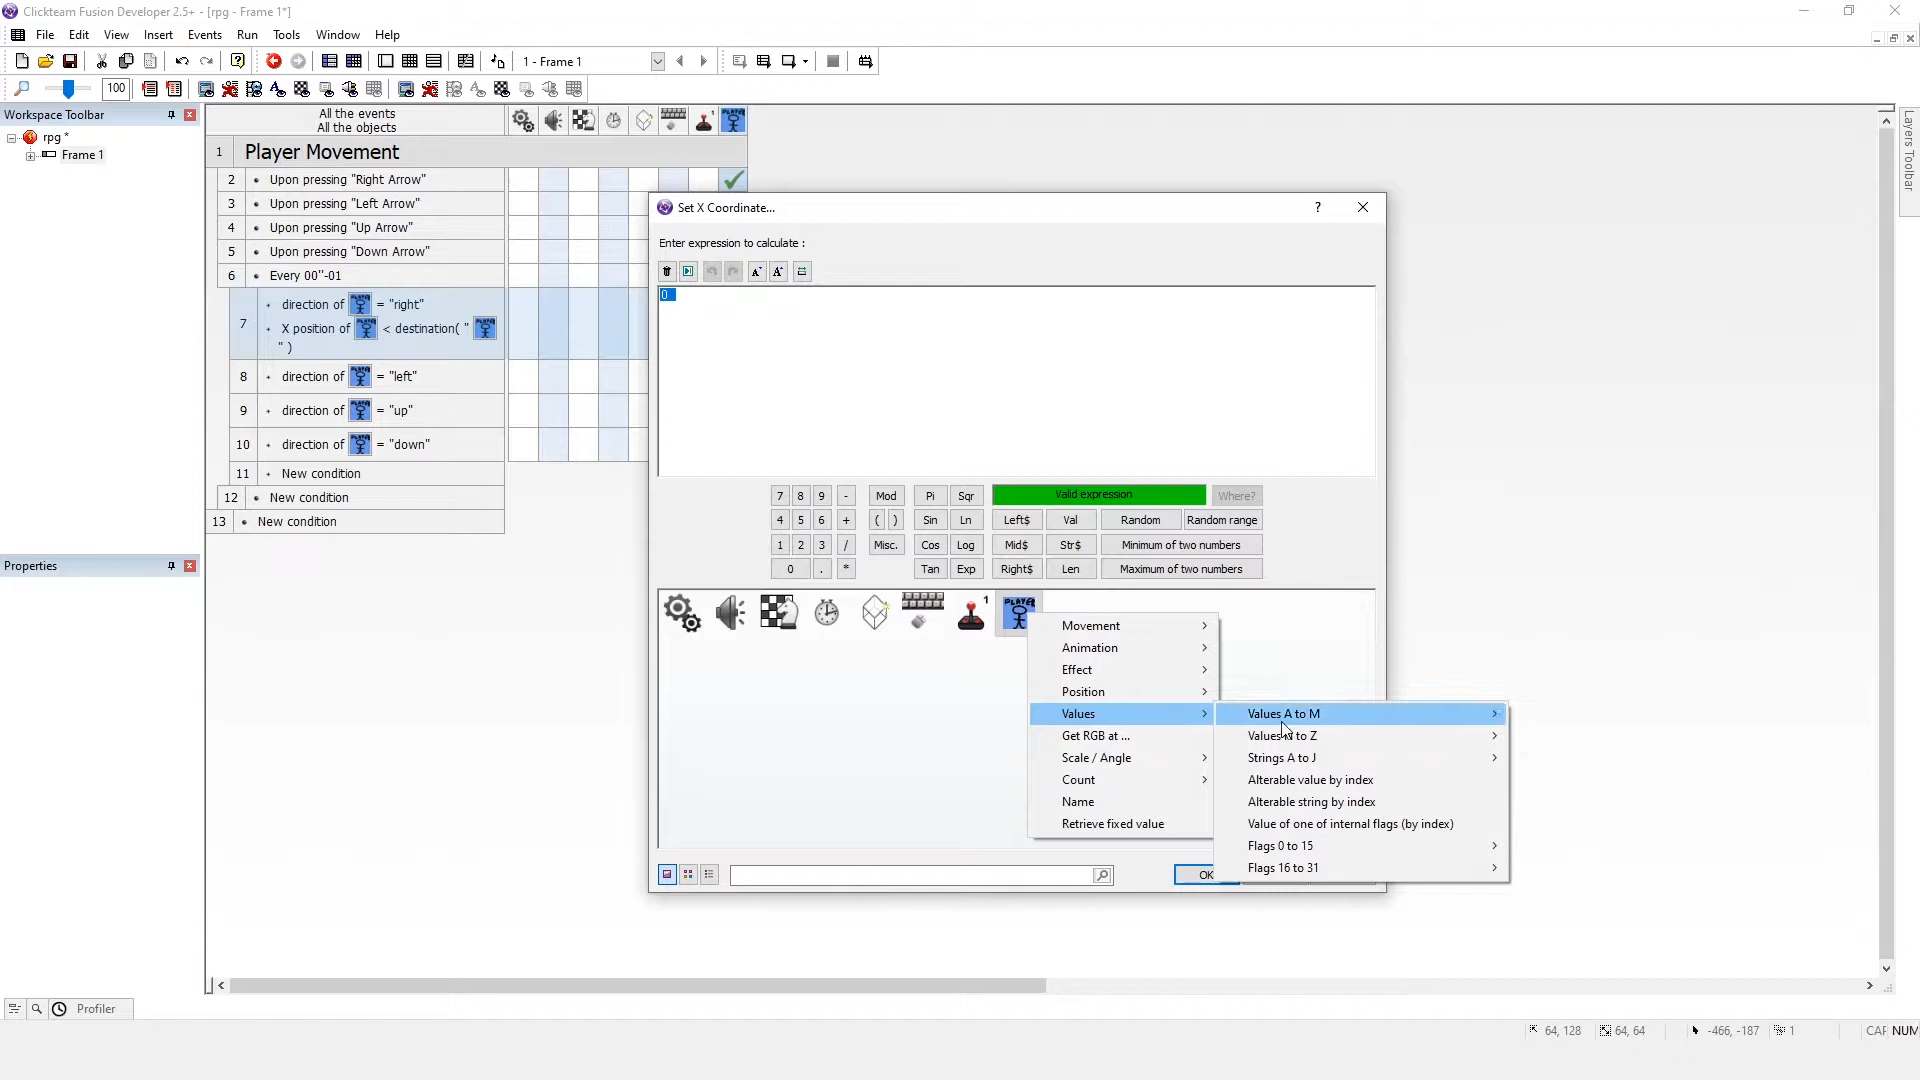 Clickteam Fusion Developer 2.5+ - [rpg - Frame 1*]
File Edit View Insert Events Run Tools Window Help
1 - Frame 1
100
Workspace Toolbar
rpg *
Frame 1
Properties
Profiler
Layers Toolbar
All the events
All the objects
1 Player Movement
2 • Upon pressing "Right Arrow"
3 • Upon pressing "Left Arrow"
4 • Upon pressing "Up Arrow"
5 • Upon pressing "Down Arrow"
6 • Every 00''-01
7 • direction of PLAYER = "right"
• X position of PLAYER < destination( " PLAYER
" )
8 • direction of PLAYER = "left"
9 • direction of PLAYER = "up"
10 • direction of PLAYER = "down"
11 • New condition
12 • New condition
13 • New condition
Set X Coordinate...
Enter expression to calculate :
0
7 8 9 - Mod Pi Sqr Valid expression Where?
4 5 6 + ( ) Sin Ln Left$ Val Random Random range
1 2 3 / Misc. Cos Log Mid$ Str$ Minimum of two numbers
0 . * Tan Exp Right$ Len Maximum of two numbers
1
PLAYER
Movement
Animation
Effect
Position
Values
Get RGB at ...
Scale / Angle
Count
Name
Retrieve fixed value
Values A to M
Values to Z
Strings A to J
Alterable value by index
Alterable string by index
Value of one of internal flags (by index)
Flags 0 to 15
Flags 16 to 31
OK
64, 128 64, 64 -466, -187 1 CAP NUM